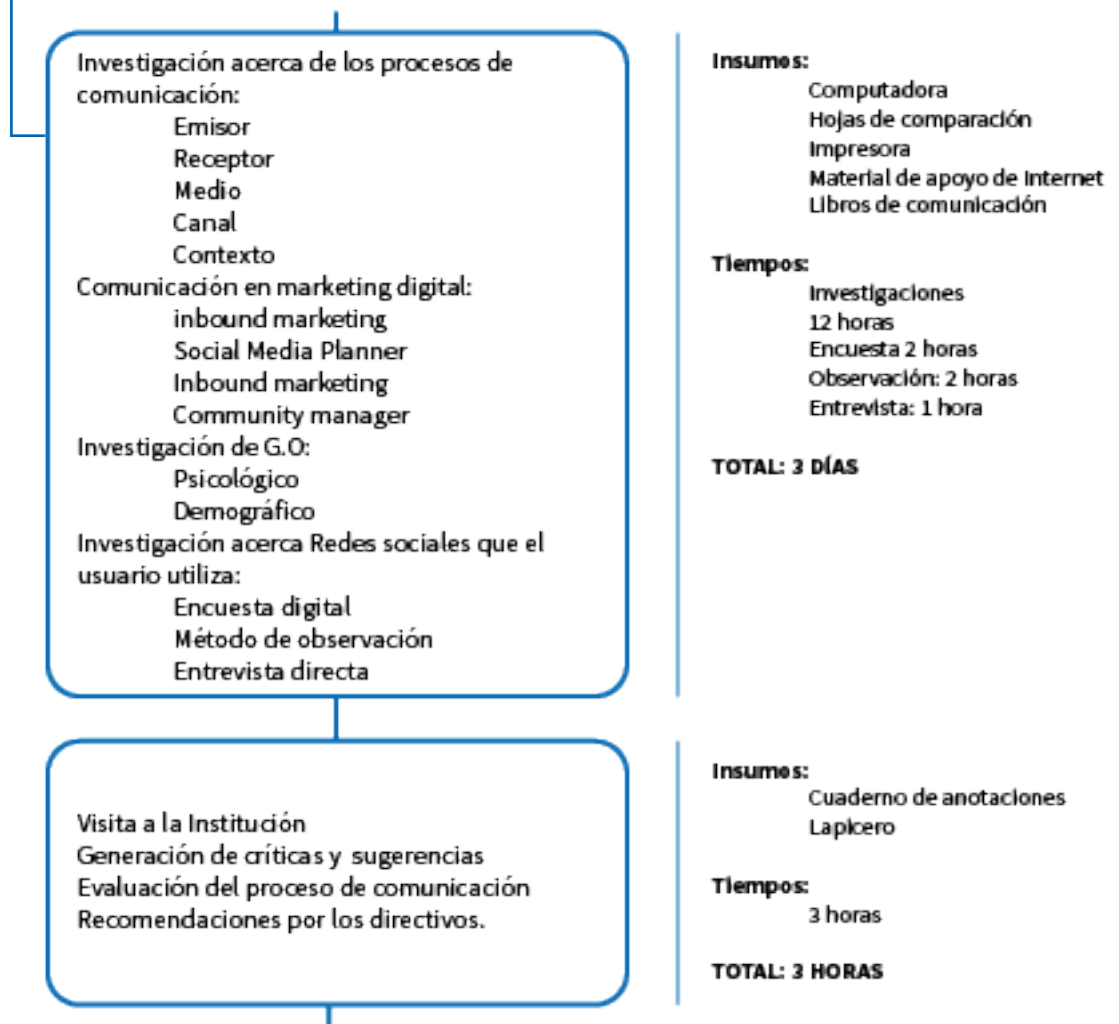 Investigación acerca de los procesos de
comunicación:
Emisor
Receptor
Medio
Canal
Contexto
Comunicación en marketing digital:
inbound marketing
Social Media Planner
Inbound marketing
Community manager
Investigación de G.O:
Psicológico
Demográfico
Investigación acerca Redes sociales que el
usuario utiliza:
Encuesta digital
Método de observación
Entrevista directa
Insumos:
Computadora
Hojas de comparación
Impresora
Material de apoyo de Internet
Libros de comunicación
Tiempos:
Investigaciones
12 horas
Encuesta 2 horas
Observación: 2 horas
Entrevista: 1 hora
TOTAL: 3 DÍAS
Visita a la Institución
Generación de críticas y sugerencias
Evaluación del proceso de comunicación
Recomendaciones por los directivos.
Insumos:
Cuaderno de anotaciones
Lapicero
Tiempos:
3 horas
TOTAL: 3 HORAS